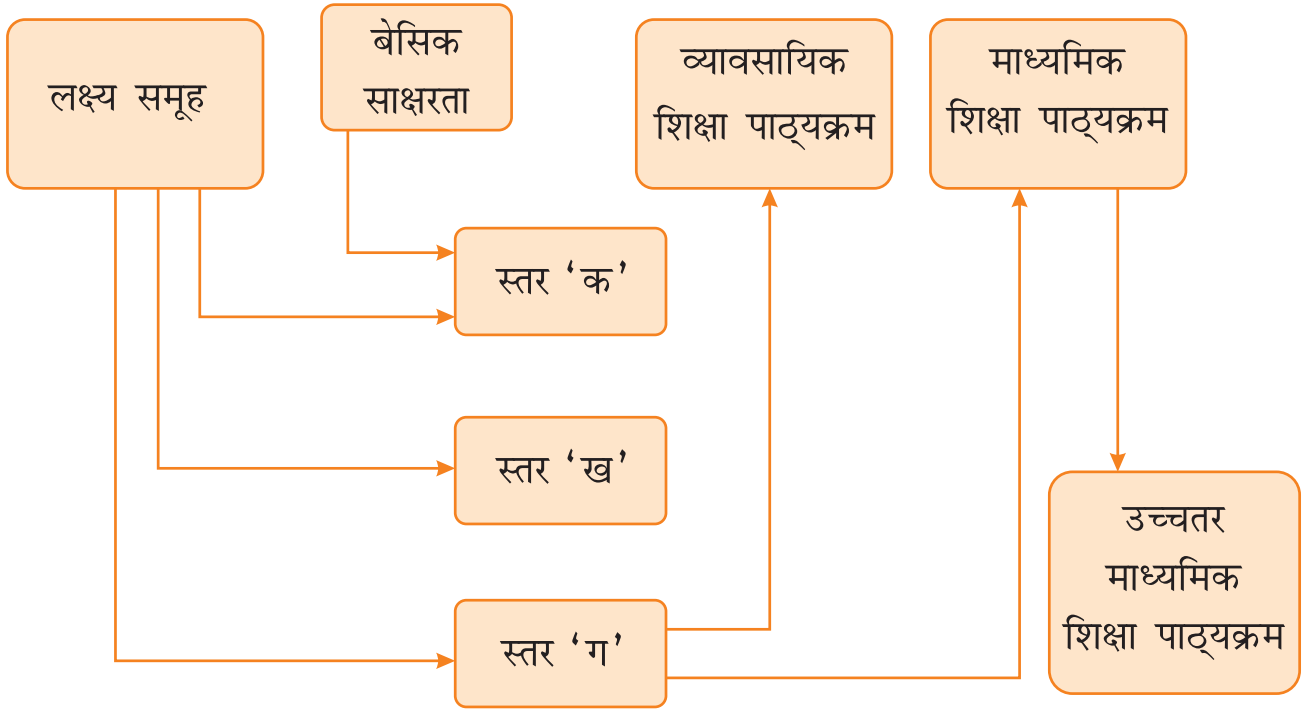 लक्ष्य समूह
बेसिक
साक्षरता
व्यावसायिक
शिक्षा पाठ्यक्रम
माध्यमिक
शिक्षा पाठ्यक्रम
स्तर ‘क’
स्तर ‘ख’
स्तर ‘ग’
उच्चतर
माध्यमिक
शिक्षा पाठ्यक्रम